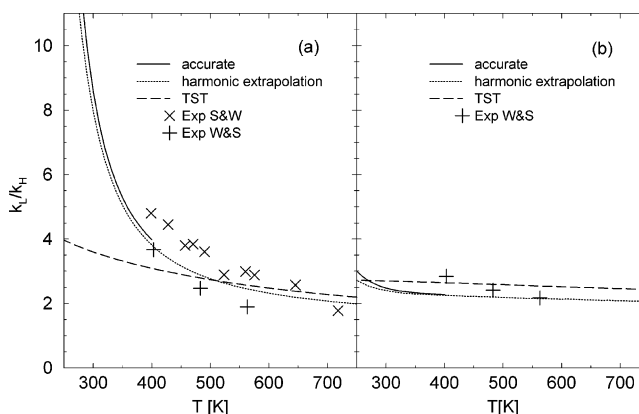 10
8
6
4
2
0
k_L/k_H
(a)
accurate
harmonic extrapolation
TST
Exp S&W
Exp W&S
300 400 500 600 700
T [K]
(b)
accurate
harmonic extrapolation
TST
Exp W&S
300 400 500 600 700
T[K]